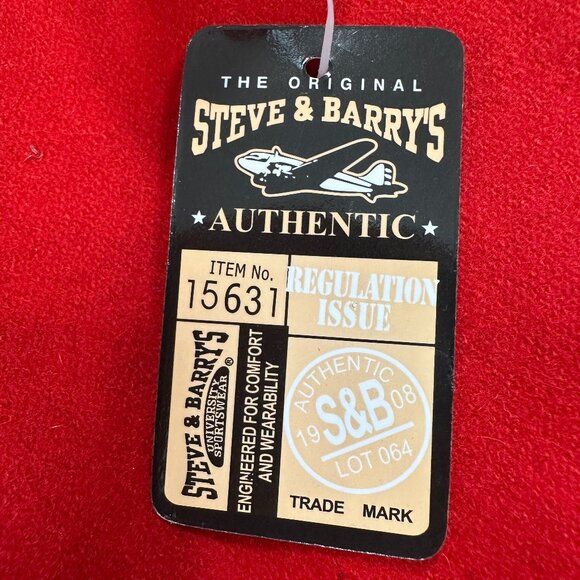 THE ORIGINAL
STEVE & BARRY'S
★ AUTHENTIC ★
ITEM No.
15631
REGULATION
ISSUE
STEVE & BARRY'S
UNIVERSITY
SPORTSWEAR ®
ENGINEERED FOR COMFORT
AND WEARABILITY
AUTHENTIC
19 S&B 08
LOT 064
TRADE MARK